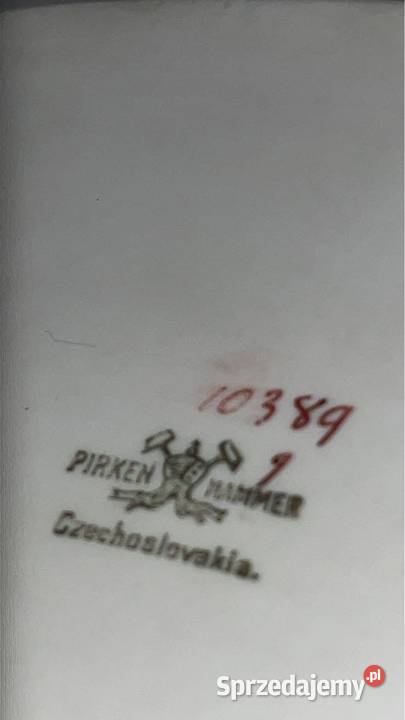 10389
9
PIRKEN HAMMER
Czechoslovakia.
Sprzedajemy.pl